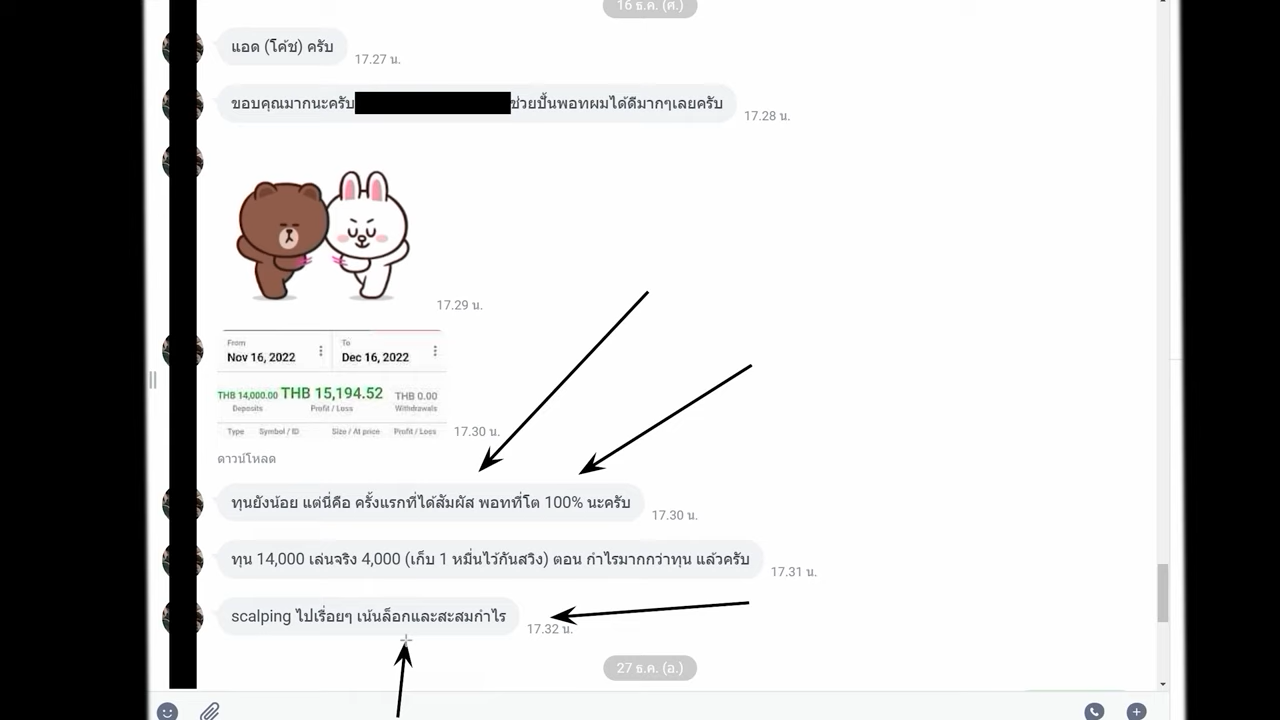 16 ธ.ค. (ศ.)
แอด (โค้ช) ครับ
17.27 น.
ขอบคุณมากนะครับ ช่วยปั้นพอทผมได้ดีมากๆเลยครับ
17.28 น.
17.29 น.
From To
Nov 16, 2022 Dec 16, 2022
THB 14,000.00 THB 15,194.52 THB 0.00
Deposits Profit / Loss Withdrawals
Type Symbol / ID Size / At price Profit / Loss
17.30 น.
ดาวน์โหลด
ทุนยังน้อย แต่นี่คือ ครั้งแรกที่ได้สัมผัส พอทที่โต 100% นะครับ
17.30 น.
ทุน 14,000 เล่นจริง 4,000 (เก็บ 1 หมื่นไว้กันสวิง) ตอน กำไรมากกว่าทุน แล้วครับ
17.31 น.
scalping ไปเรื่อยๆ เน้นล็อกและสะสมกำไร
17.32 น.
27 ธ.ค. (อ.)